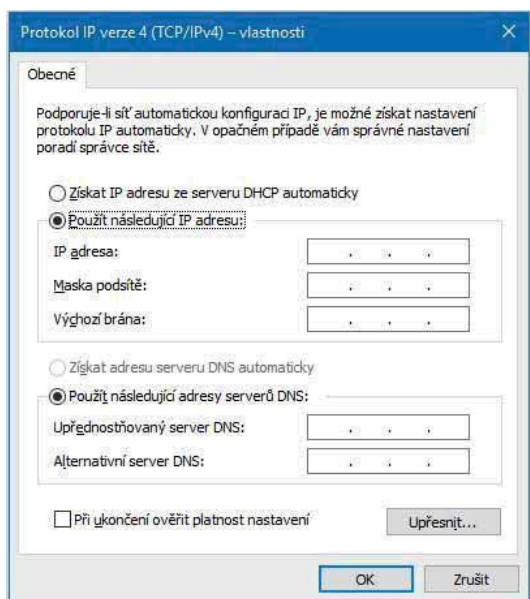 Protokol IP verze 4 (TCP/IPv4) – vlastnosti
Obecné
Podporuje-li síť automatickou konfiguraci IP, je možné získat nastavení
protokolu IP automaticky. V opačném případě vám správné nastavení
poradí správce sítě.
Získat IP adresu ze serveru DHCP automaticky
Použít následující IP adresu:
IP adresa: . . .
Maska podsítě: . . .
Výchozí brána: . . .
Získat adresu serveru DNS automaticky
Použít následující adresy serverů DNS:
Upřednostňovaný server DNS: . . .
Alternativní server DNS: . . .
Při ukončení ověřit platnost nastavení
Upřesnit...
OK Zrušit